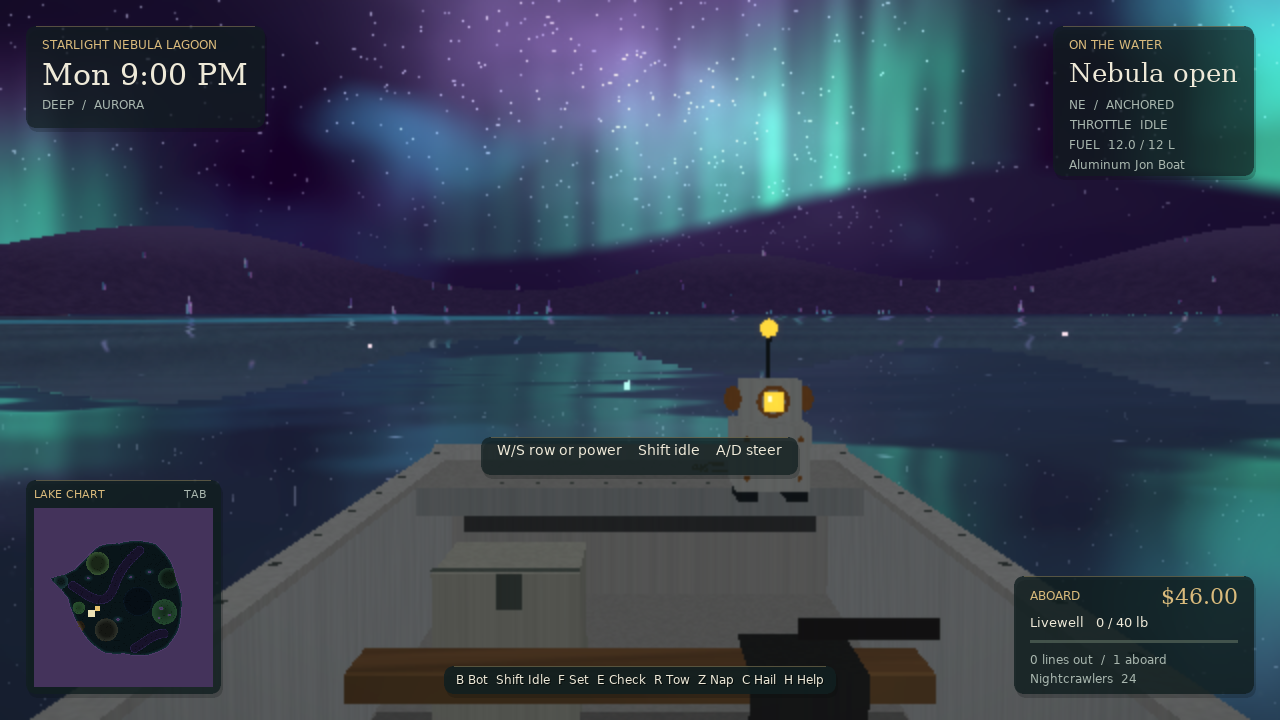 STARLIGHT NEBULA LAGOON
Mon 9:00 PM
DEEP / AURORA
ON THE WATER
Nebula open
NE / ANCHORED
THROTTLE IDLE
FUEL 12.0 / 12 L
Aluminum Jon Boat
W/S row or power Shift idle A/D steer
LAKE CHART TAB
ABOARD $46.00
Livewell 0 / 40 lb
0 lines out / 1 aboard
Nightcrawlers 24
B Bot Shift Idle F Set E Check R Tow Z Nap C Hail H Help